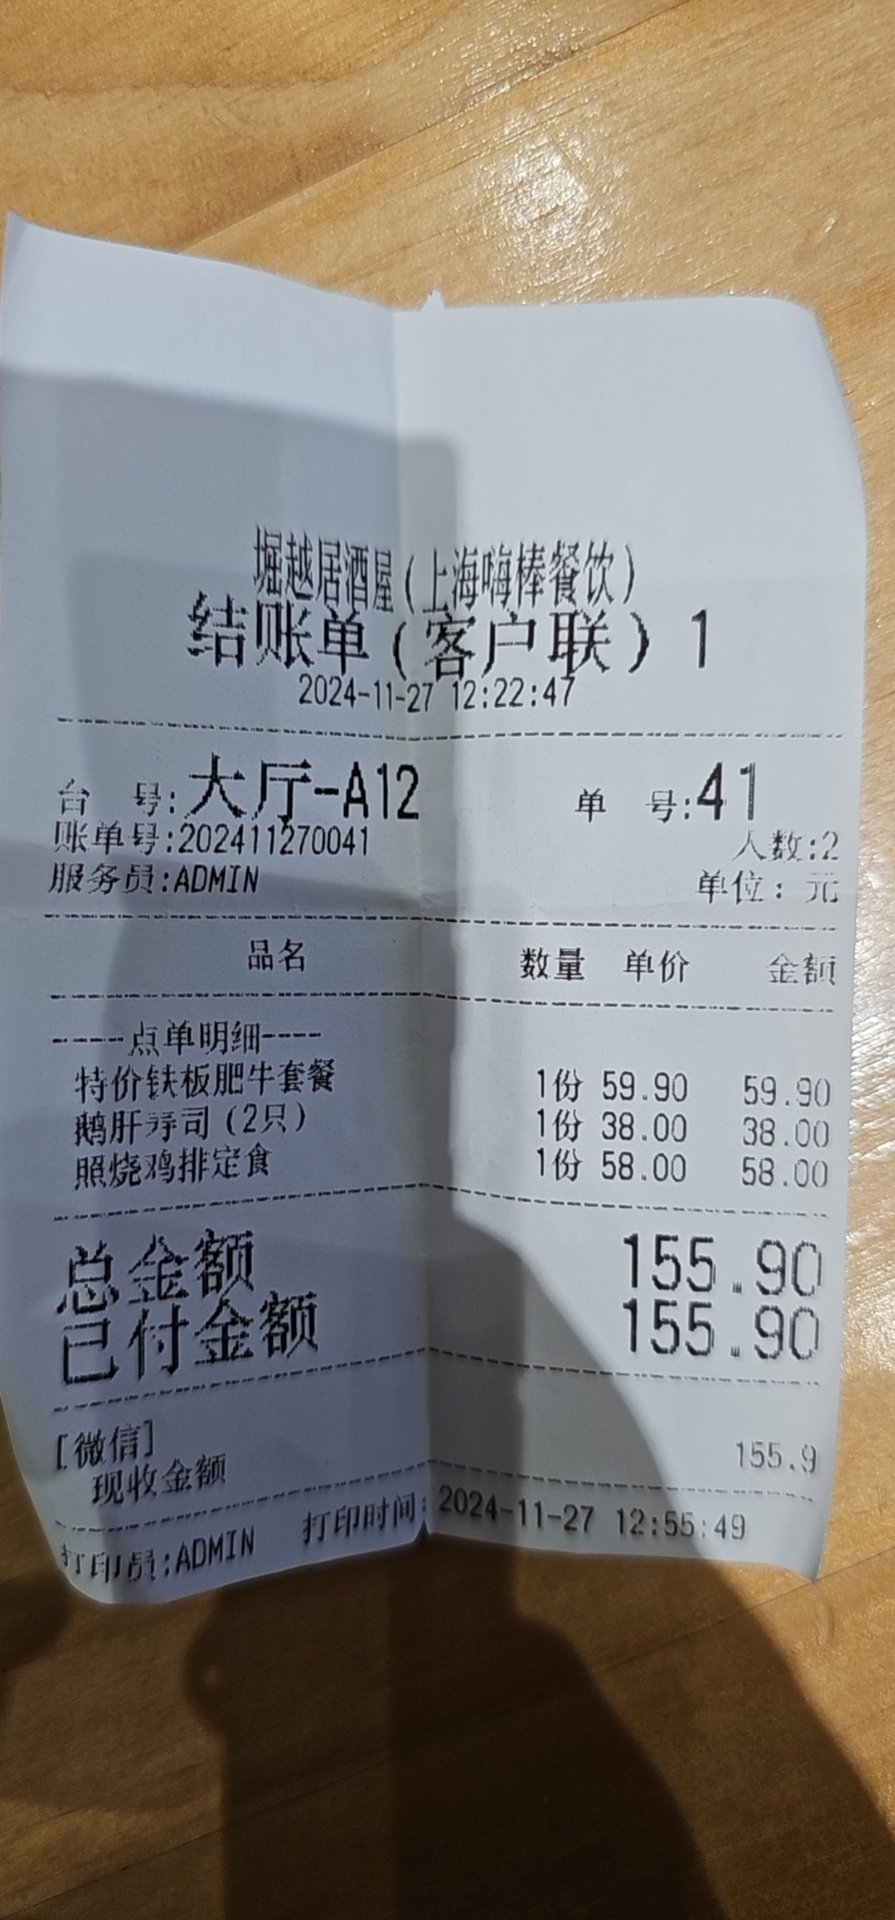 堀越居酒屋(上海嗨棒餐饮)
结账单(客户联)1
2024-11-27 12:22:47
台 号:大厅-A12 单 号:41
账单号:202411270041 人数:2
服务员:ADMIN 单位: 元
品名 数量 单价 金额
----点单明细----
特价铁板肥牛套餐 1份 59.90 59.90
鹅肝寿司(2只) 1份 38.00 38.00
照烧鸡排定食 1份 58.00 58.00
总金额 155.90
已付金额 155.90
[微信]
现收金额 155.9
打印员:ADMIN 打印时间:2024-11-27 12:55:49